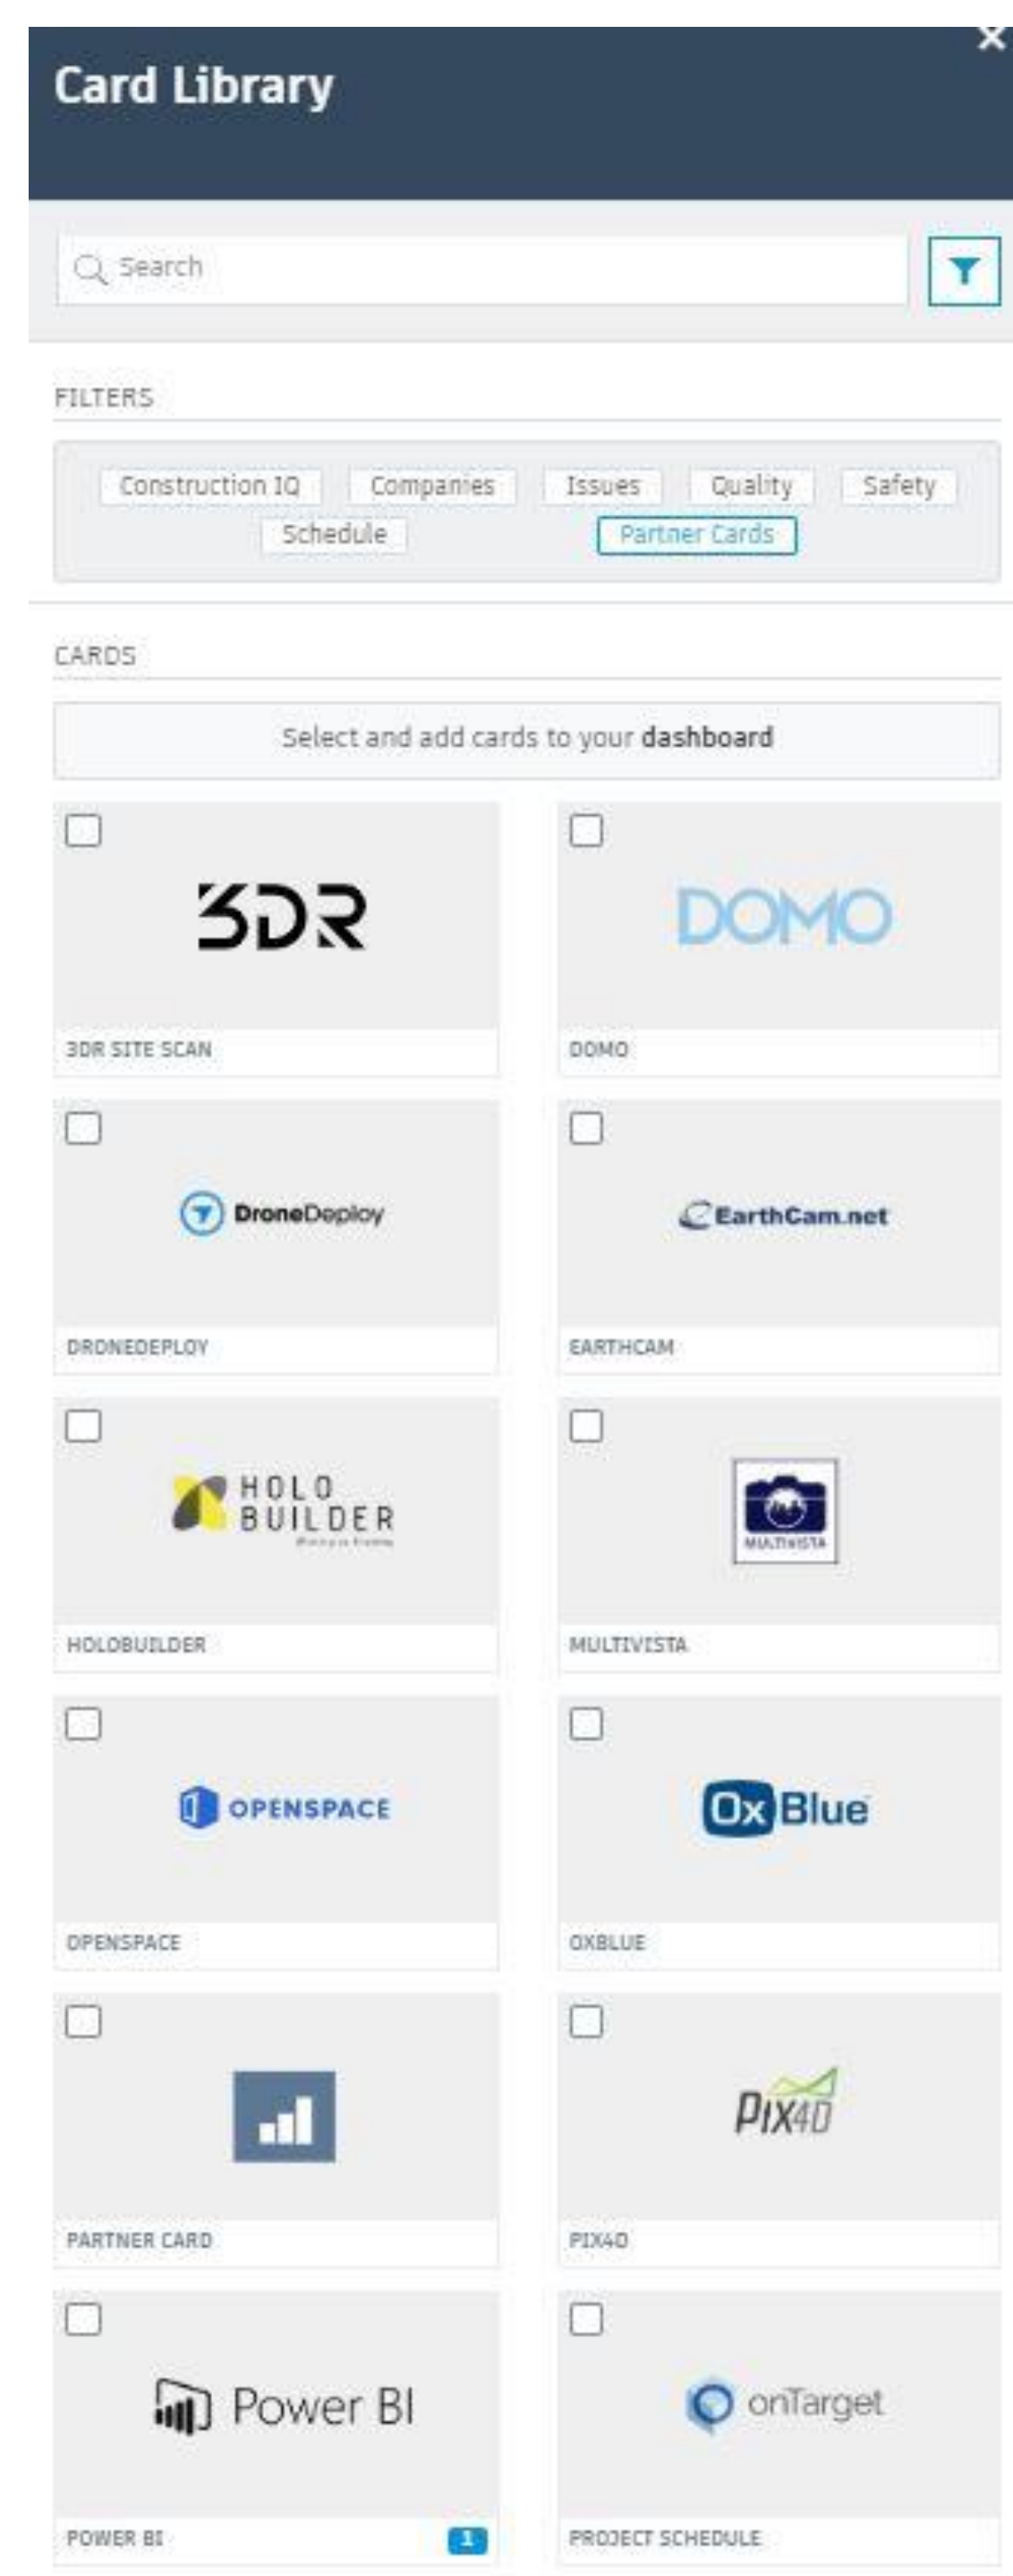 Card Library
Search
FILTERS
Construction IQ Companies Issues Quality Safety
Schedule Partner Cards
CARDS
Select and add cards to your dashboard
3DR DOMO
3DR SITE SCAN DOMO
DroneDeploy EarthCam.net
DRONEDEPLOY EARTHCAM
HOLO
BUILDER
MULTIVISTA
HOLOBUILDER MULTIVISTA
OPENSPACE OxBlue
OPENSPACE OXBLUE
PIX4D
PARTNER CARD PIX4D
Power BI onTarget
POWER BI 1 PROJECT SCHEDULE